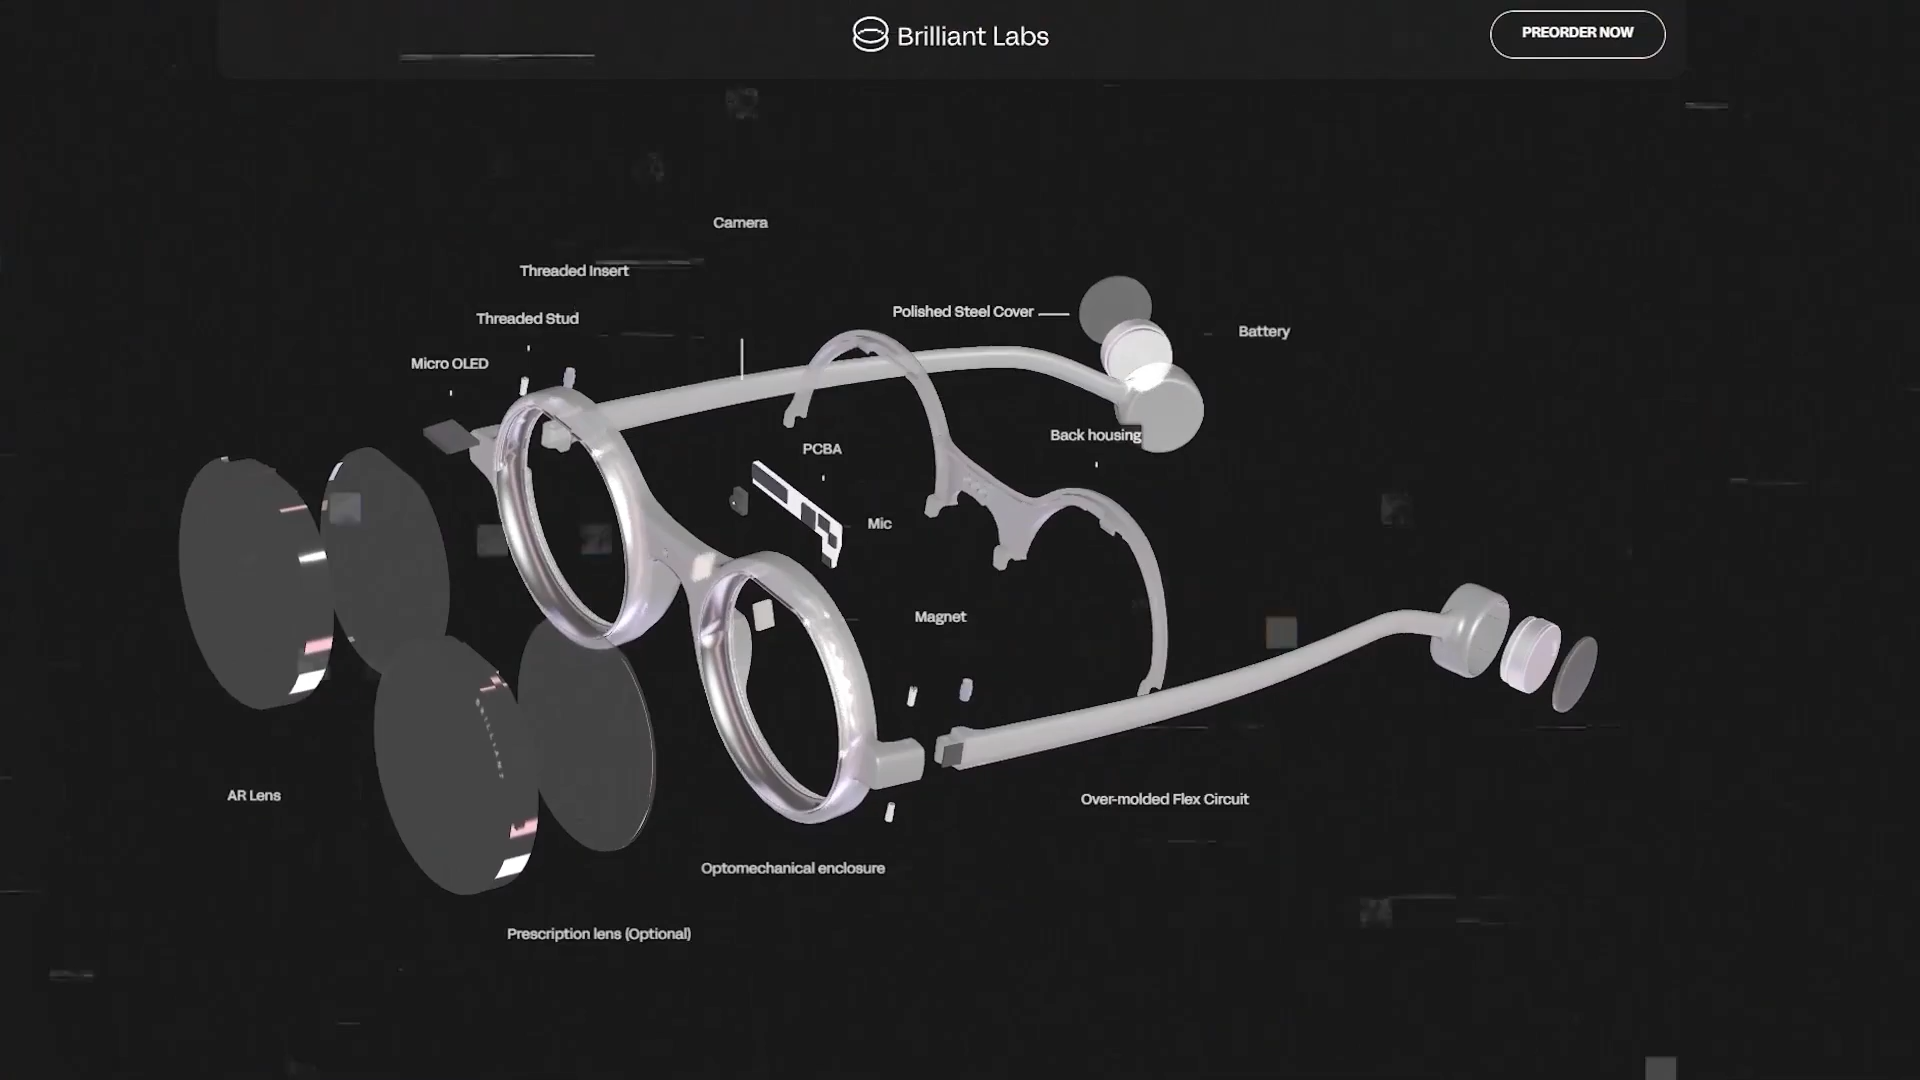 Brilliant Labs
PREORDER NOW
Camera
Threaded Insert
Polished Steel Cover
Threaded Stud
Battery
Micro OLED
Back housing
PCBA
Mic
Magnet
BRILLIANT
AR Lens
Over-molded Flex Circuit
Optomechanical enclosure
Prescription lens (Optional)